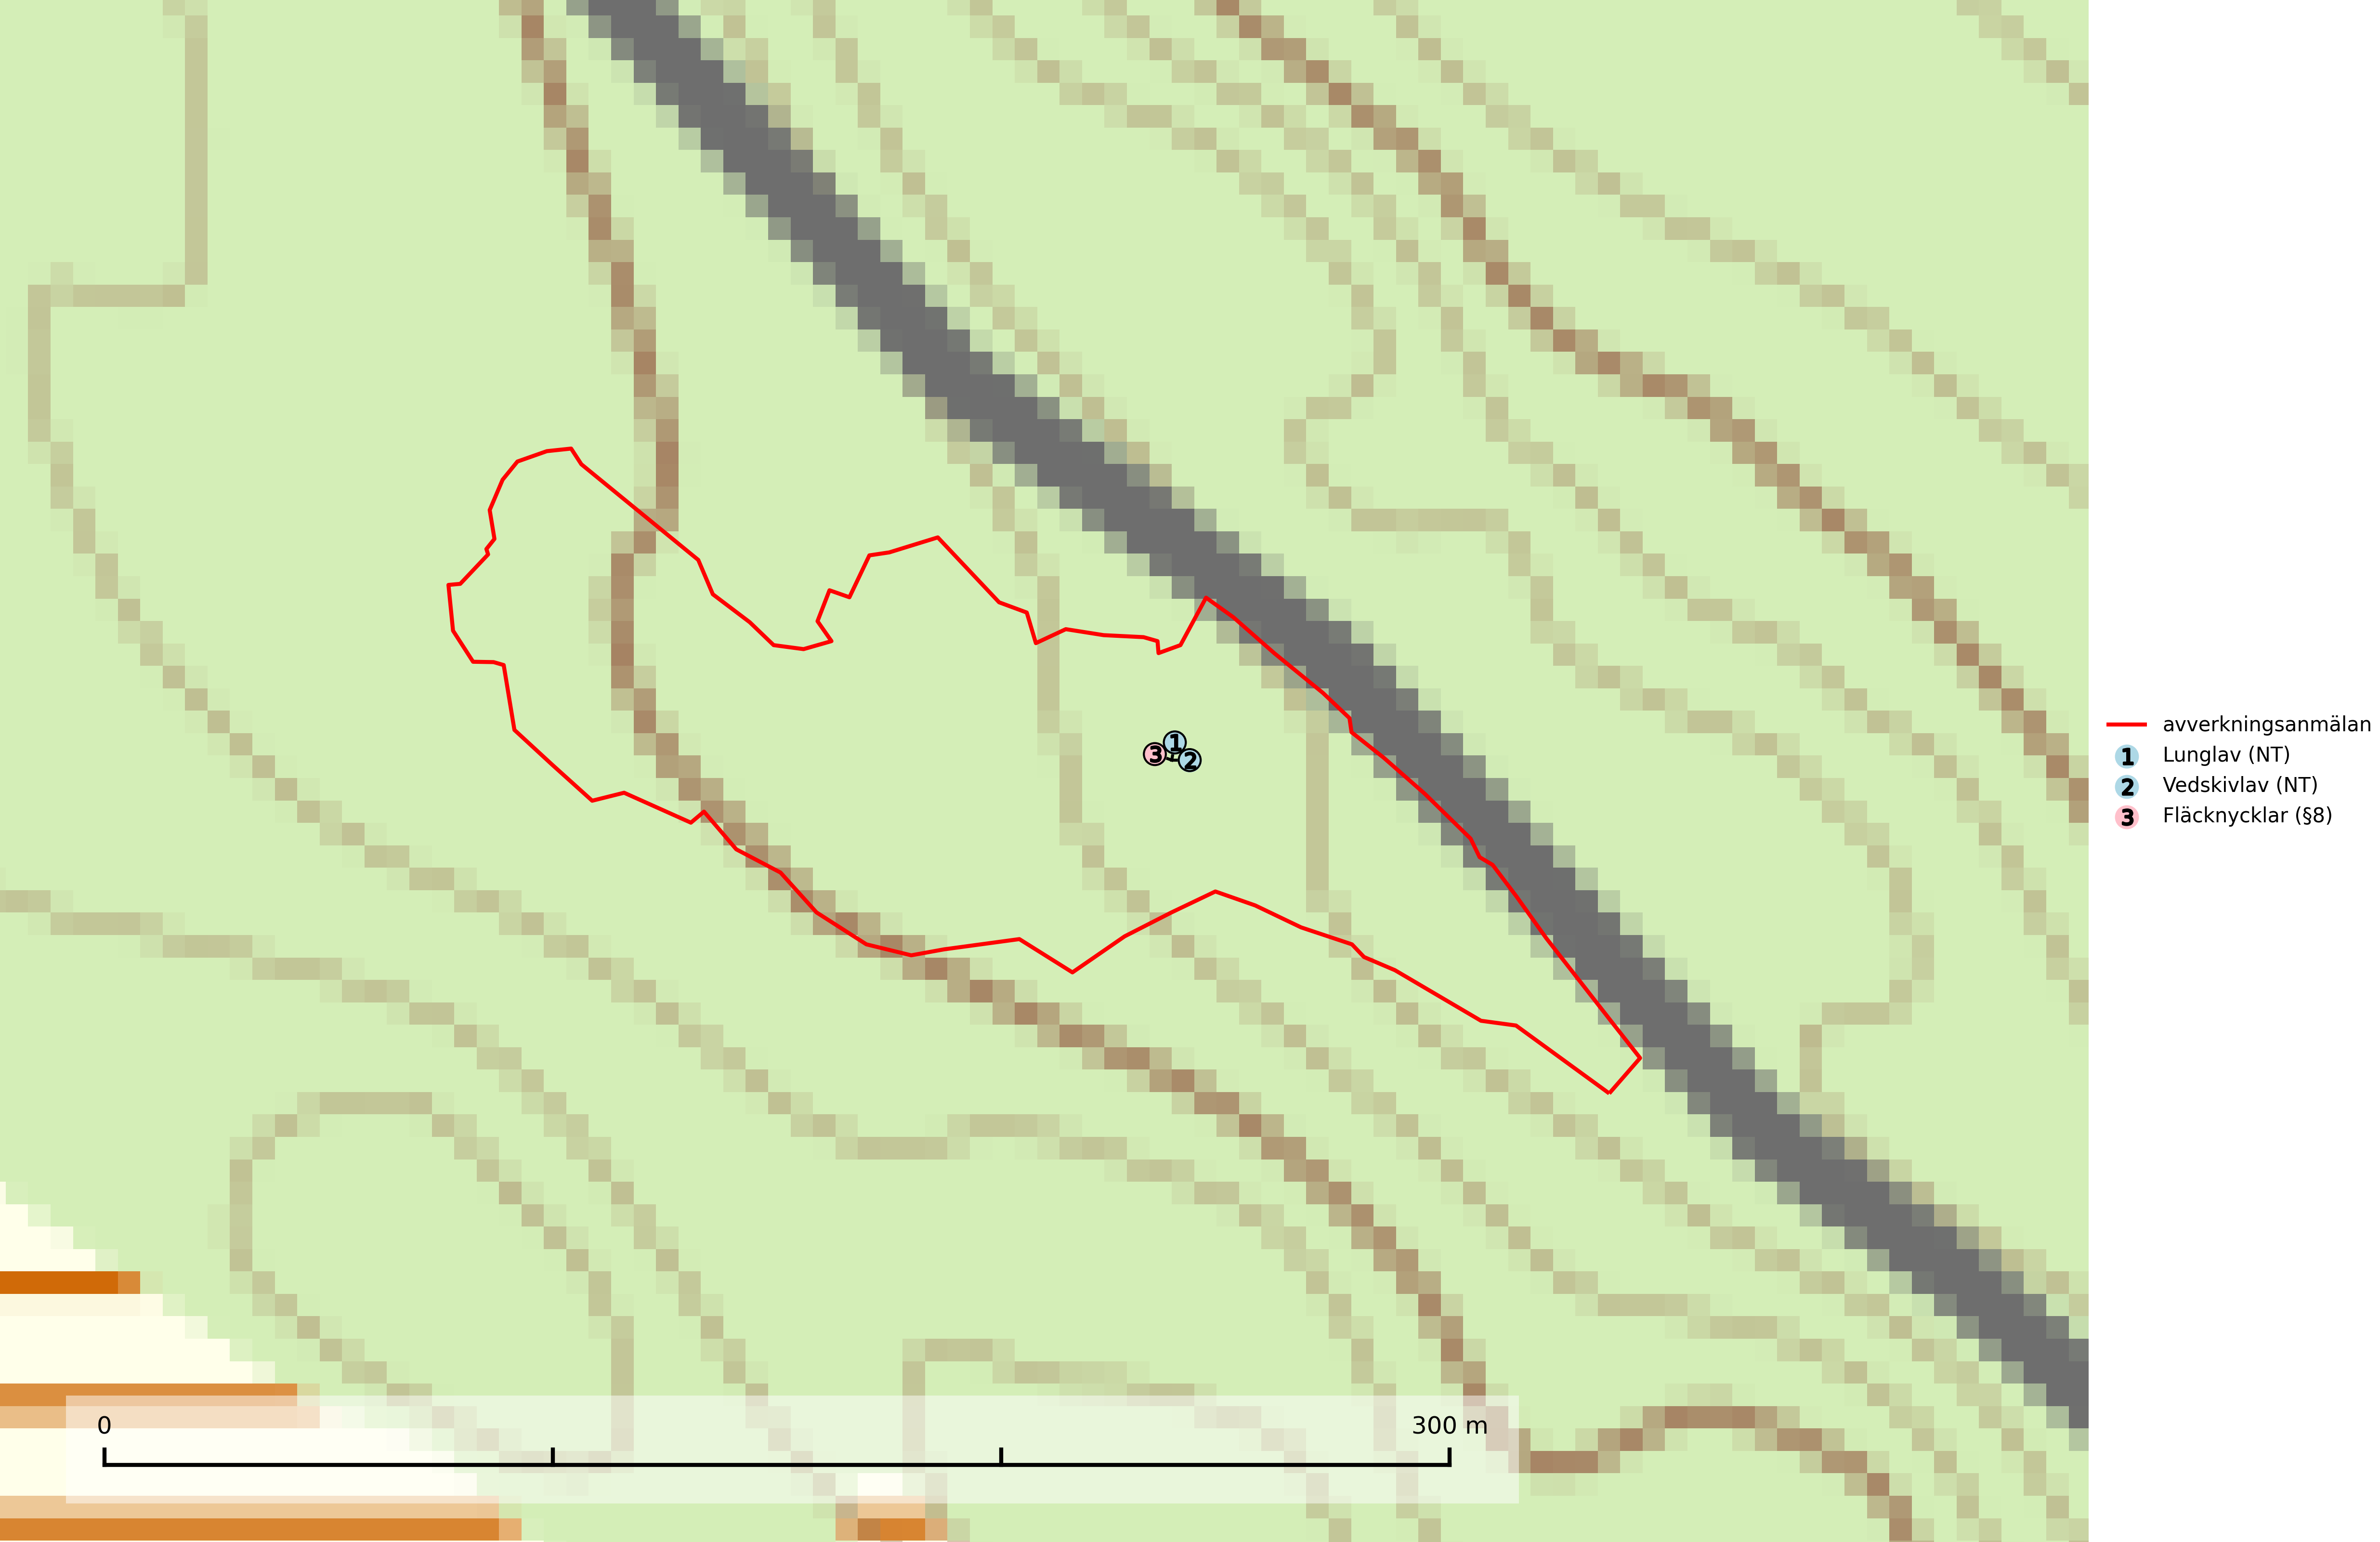 avverkningsanmälan
1 Lunglav (NT)
2 Vedskivlav (NT)
3 Fläcknycklar (§8)
1
3
2
0
300 m